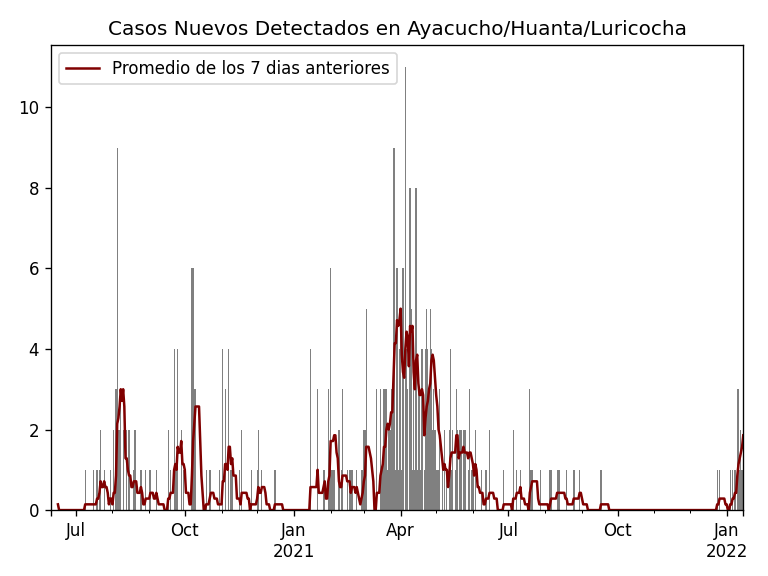 Casos Nuevos Detectados en Ayacucho/Huanta/Luricocha
Promedio de los 7 dias anteriores
10
8
6
4
2
0
Jul Oct Jan Apr Jul Oct Jan
2021 2022